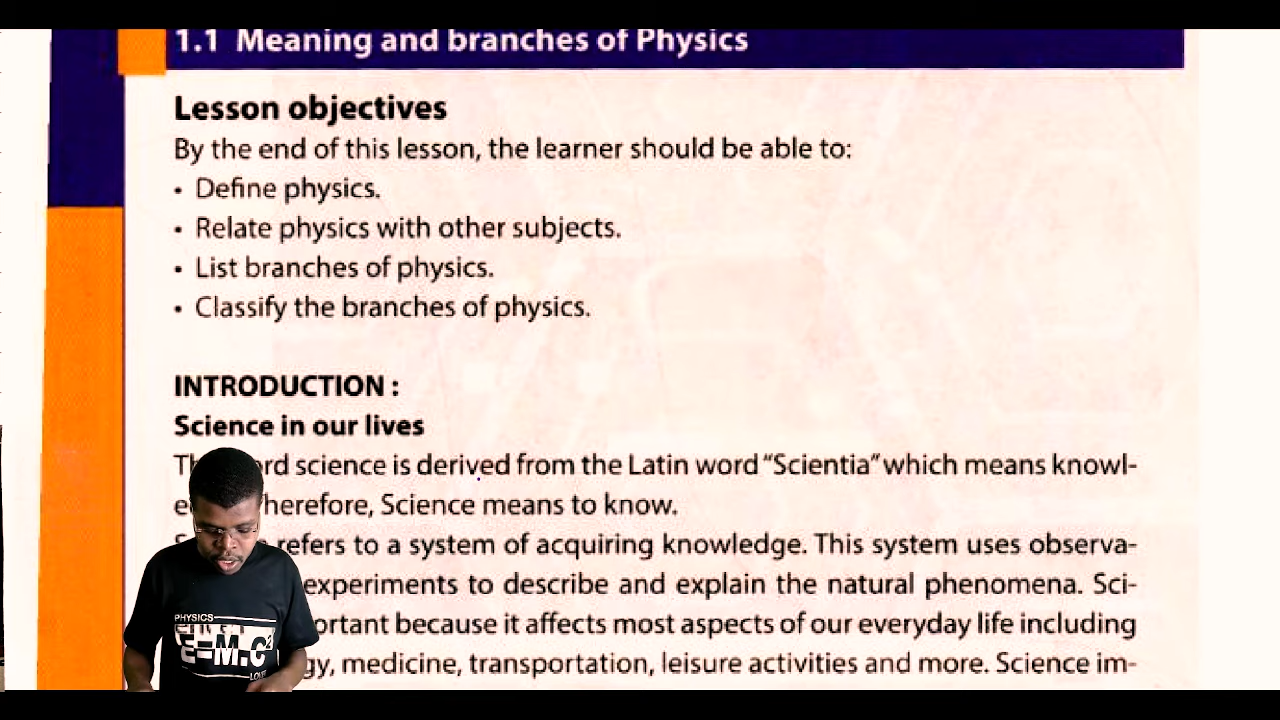 1.1 Meaning and branches of Physics
Lesson objectives
By the end of this lesson, the learner should be able to:
• Define physics.
• Relate physics with other subjects.
• List branches of physics.
• Classify the branches of physics.
INTRODUCTION :
Science in our lives
science is derived from the Latin word “Scientia” which means knowl-
Science means to know.
refers to a system of acquiring knowledge. This system uses observa-
experiments to describe and explain the natural phenomena. Sci-
because it affects most aspects of our everyday life including
medicine, transportation, leisure activities and more. Science im-
PHYSICS
E=M.C²